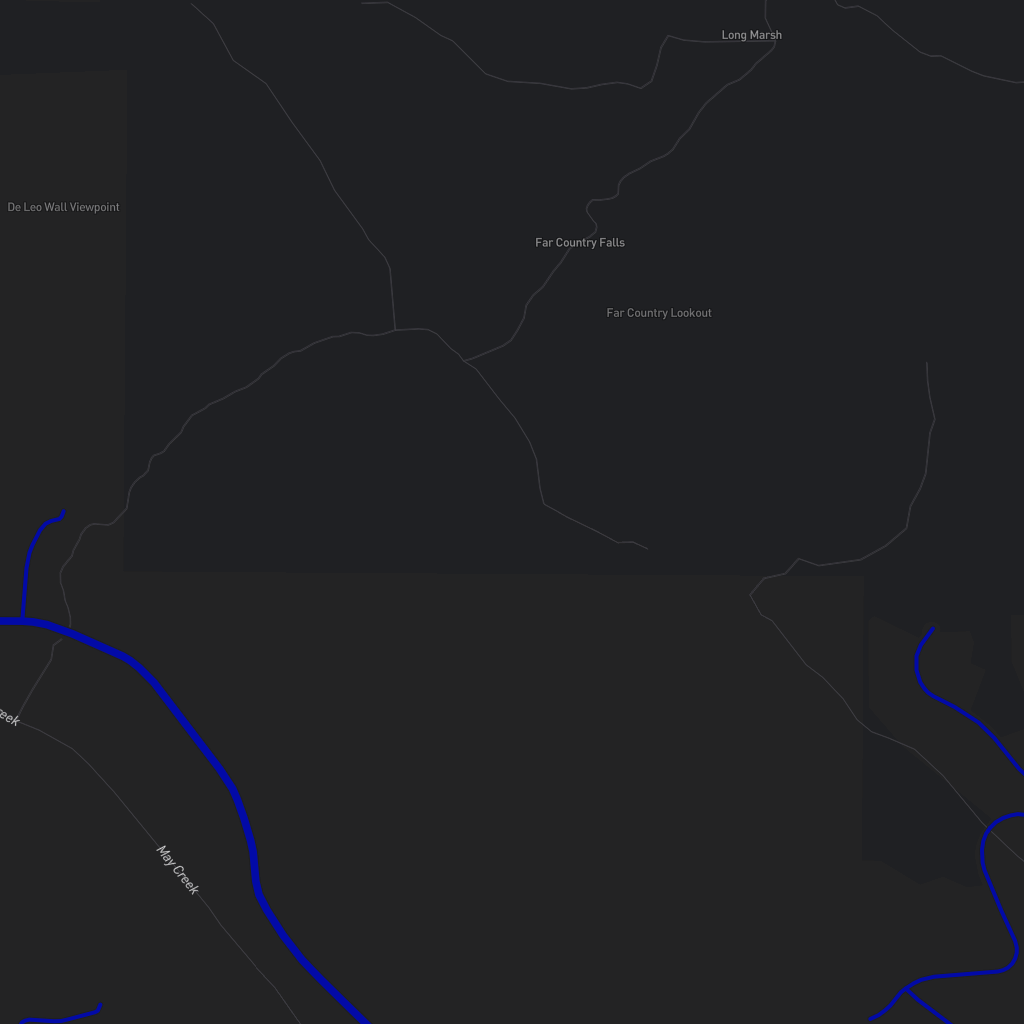 Long Marsh
De Leo Wall Viewpoint
Far Country Falls
Far Country Lookout
May Creek